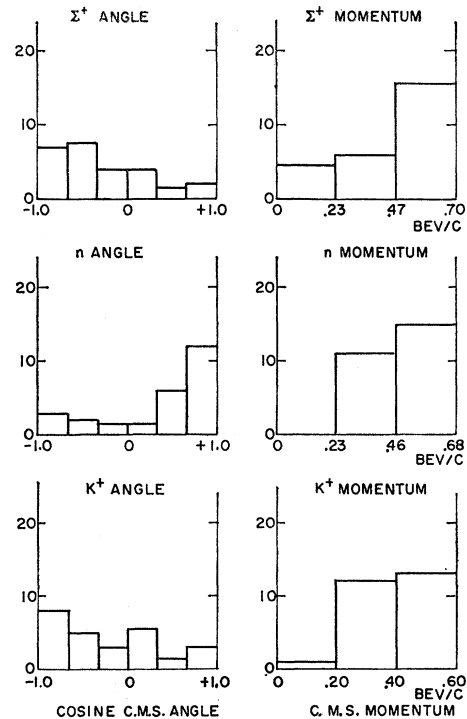 Σ+ ANGLE
20
10
0
-1.0 0 +1.0
Σ+ MOMENTUM
20
10
0
0 .23 .47 .70
BEV/C
n ANGLE
20
10
0
-1.0 0 +1.0
n MOMENTUM
20
10
0
.23 .46 .68
BEV/C
K+ ANGLE
20
10
0
-1.0 0 +1.0
COSINE C.M.S. ANGLE
K+ MOMENTUM
20
10
0
0 .20 .40 .60
BEV/C
C. M. S. MOMENTUM